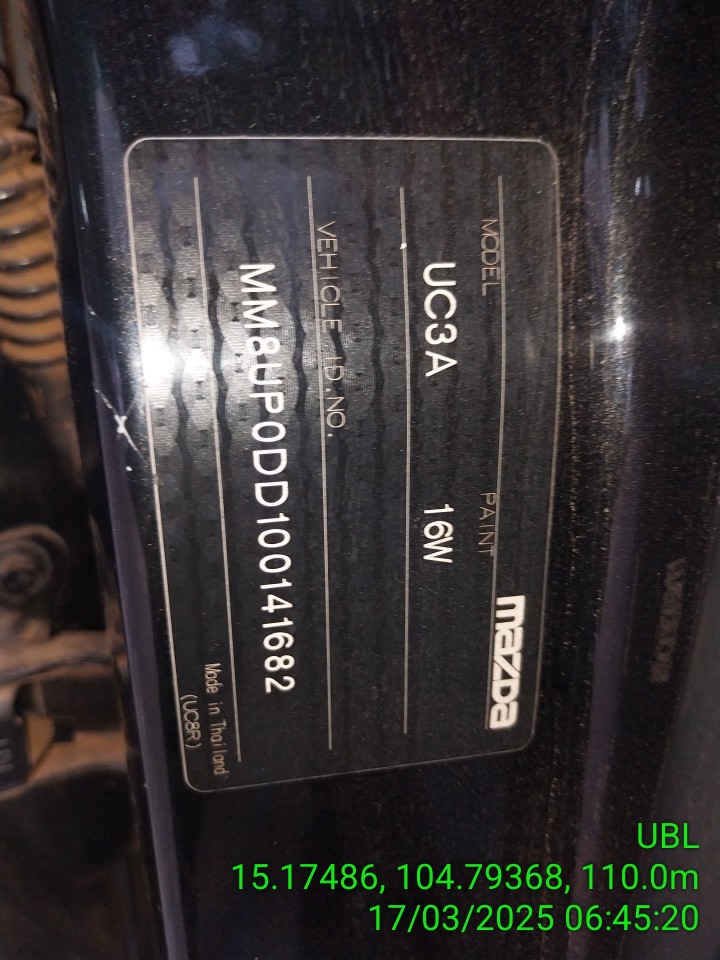 mazda
MODEL PAINT
UC3A 16W
VEHICLE ID.NO.
MM8UP0DD100141682
Made in Thailand
(UC8R)
UBL
15.17486, 104.79368, 110.0m
17/03/2025 06:45:20